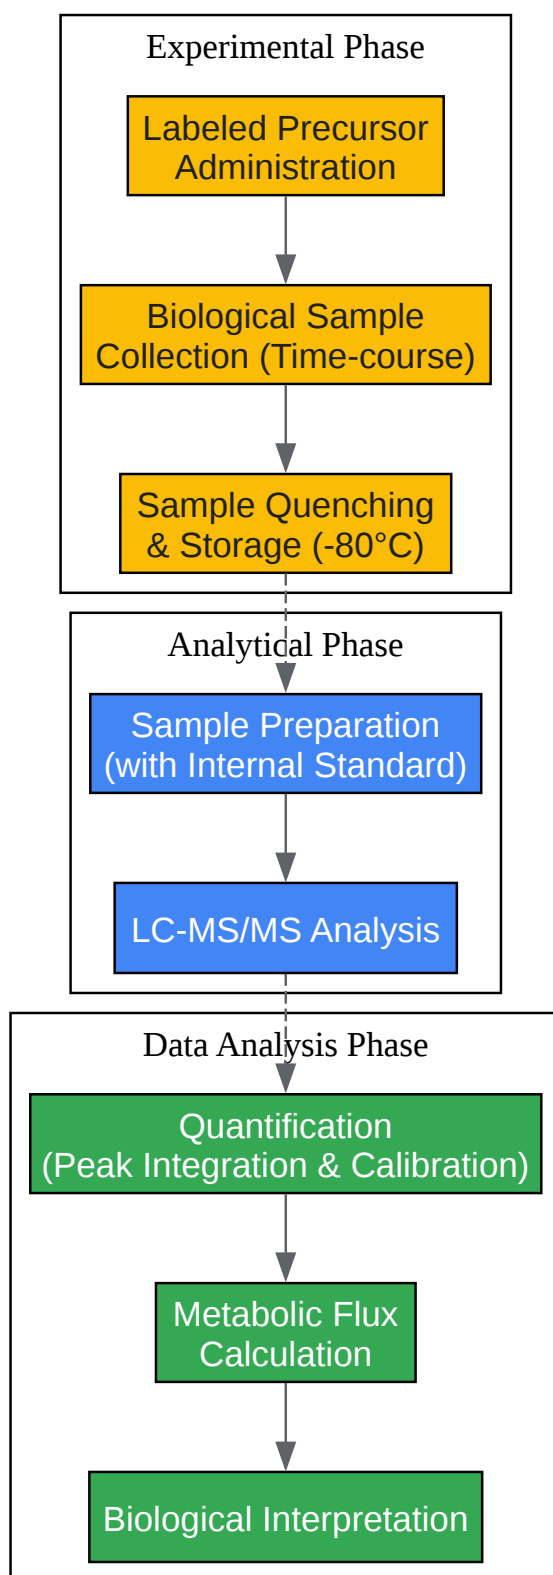 Experimental Phase
Labeled Precursor
Administration
Biological Sample
Collection (Time-course)
Sample Quenching
& Storage (-80°C)
Analytical Phase
Sample Preparation
(with Internal Standard)
LC-MS/MS Analysis
Data Analysis Phase
Quantification
(Peak Integration & Calibration)
Metabolic Flux
Calculation
Biological Interpretation